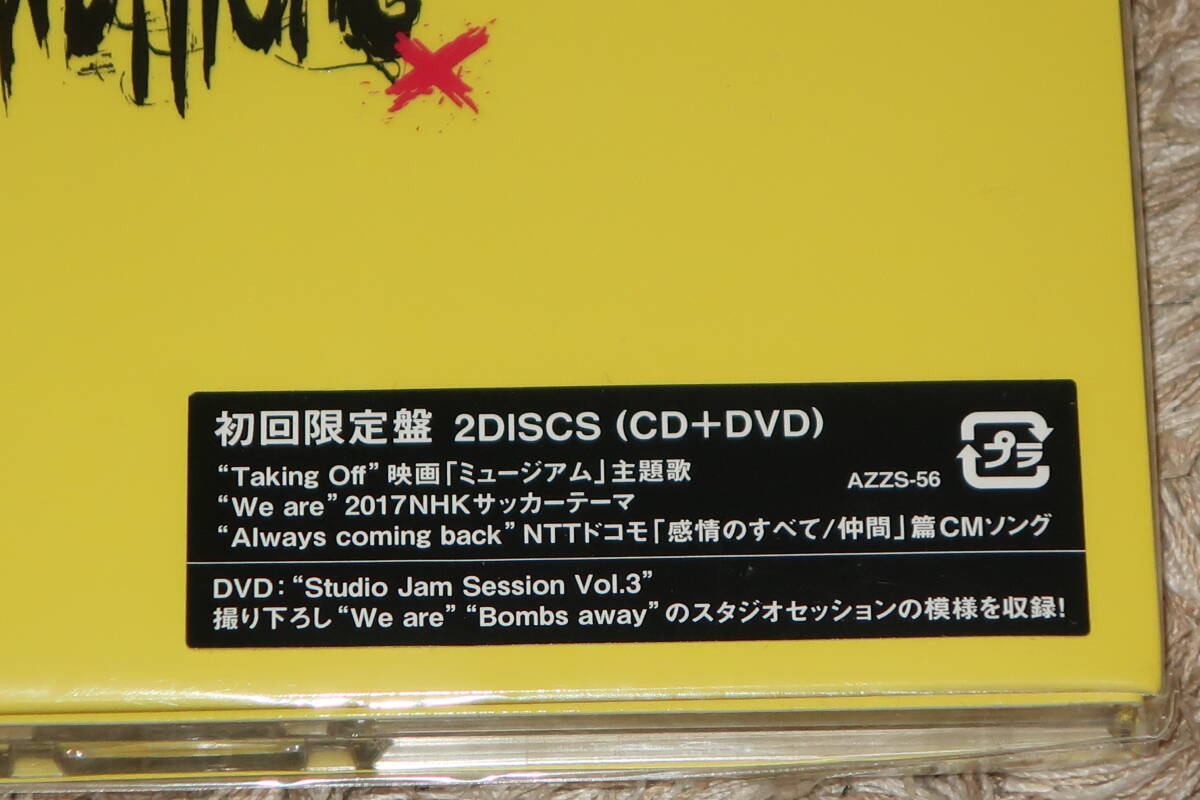 初回限定盤 2DISCS (CD+DVD)
“Taking Off” 映画「ミュージアム」主題歌
AZZS-56
プラ
“We are” 2017NHKサッカーテーマ
“Always coming back” NTTドコモ「感情のすべて/仲間」篇CMソング
DVD: “Studio Jam Session Vol.3”
撮り下ろし“We are” “Bombs away”のスタジオセッションの模様を収録!